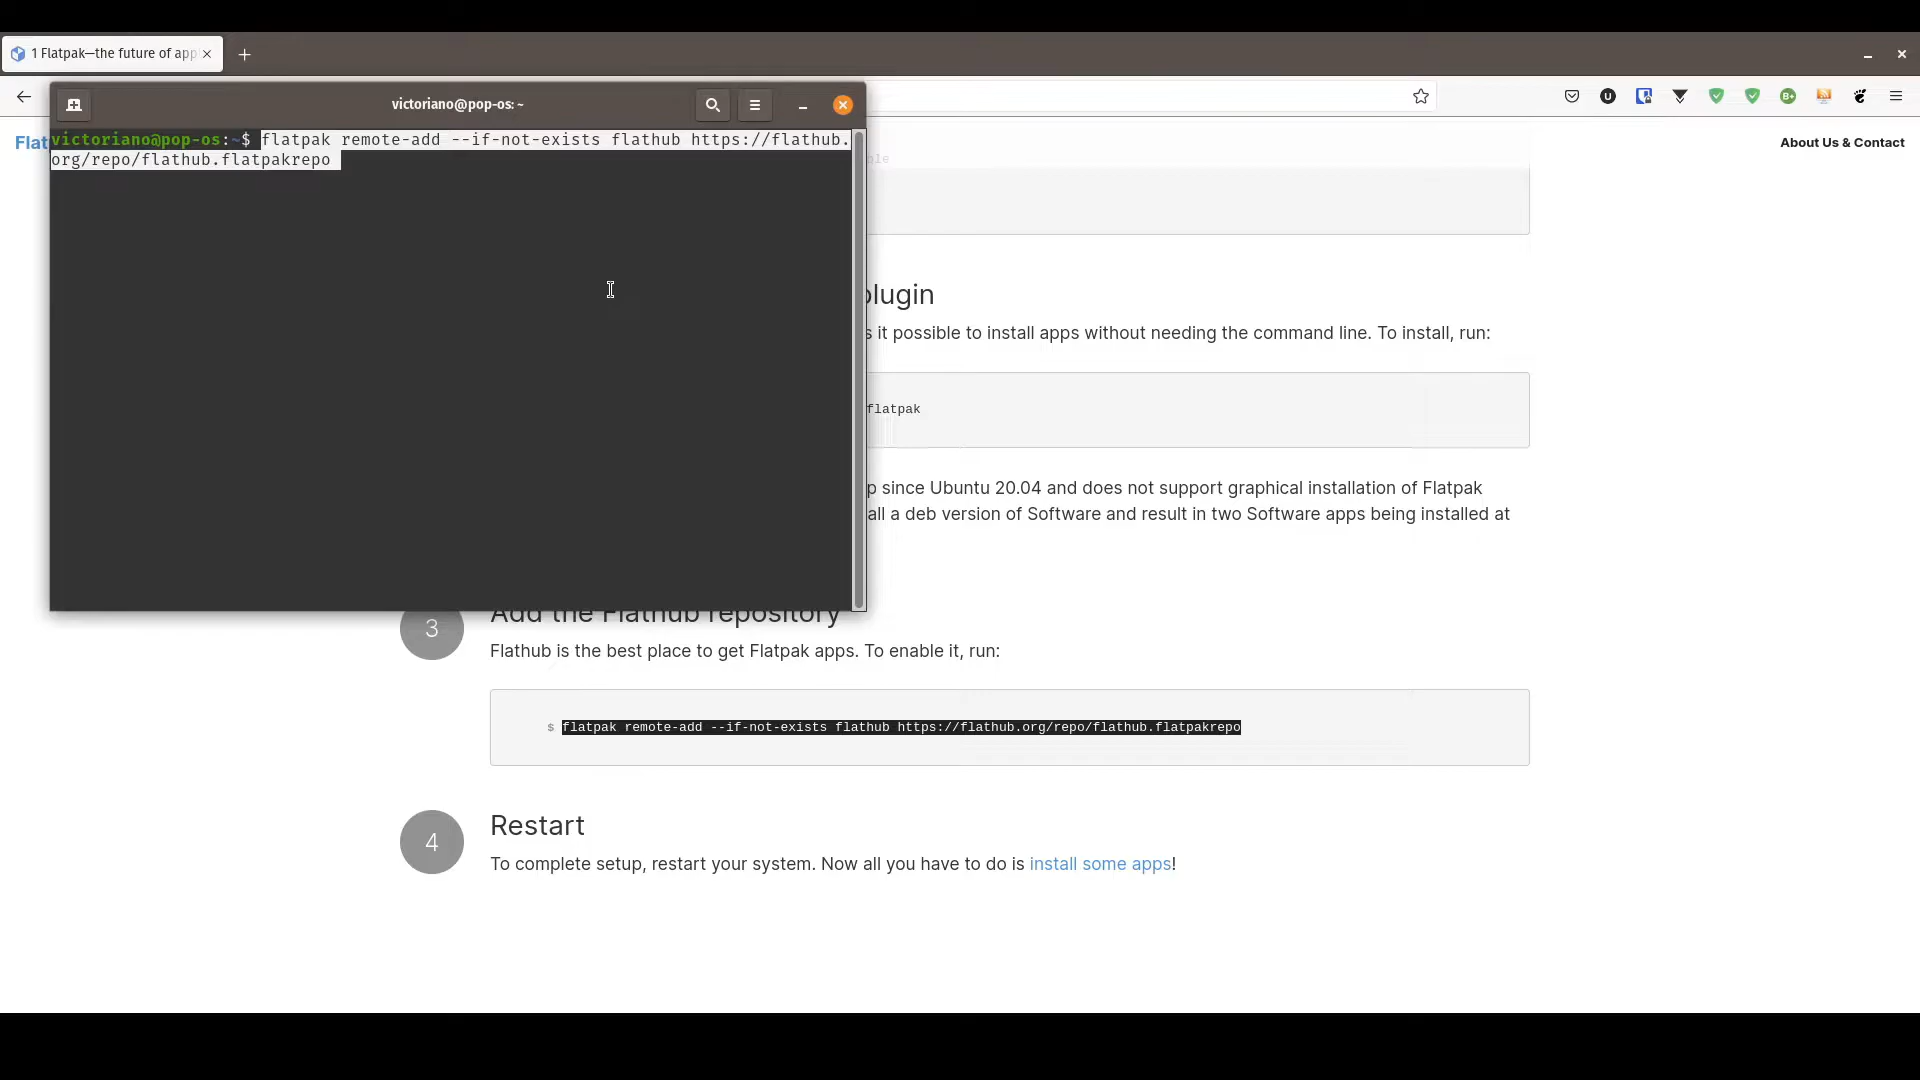 1 Flatpak—the future of app
victoriano@pop-os: ~
victoriano@pop-os:~$ flatpak remote-add --if-not-exists flathub https://flathub.
org/repo/flathub.flatpakrepo
Flat
About Us & Contact
ble
plugin
s it possible to install apps without needing the command line. To install, run:
flatpak
p since Ubuntu 20.04 and does not support graphical installation of Flatpak
all a deb version of Software and result in two Software apps being installed at
3
Add the Flathub repository
Flathub is the best place to get Flatpak apps. To enable it, run:
$ flatpak remote-add --if-not-exists flathub https://flathub.org/repo/flathub.flatpakrepo
4
Restart
To complete setup, restart your system. Now all you have to do is install some apps!